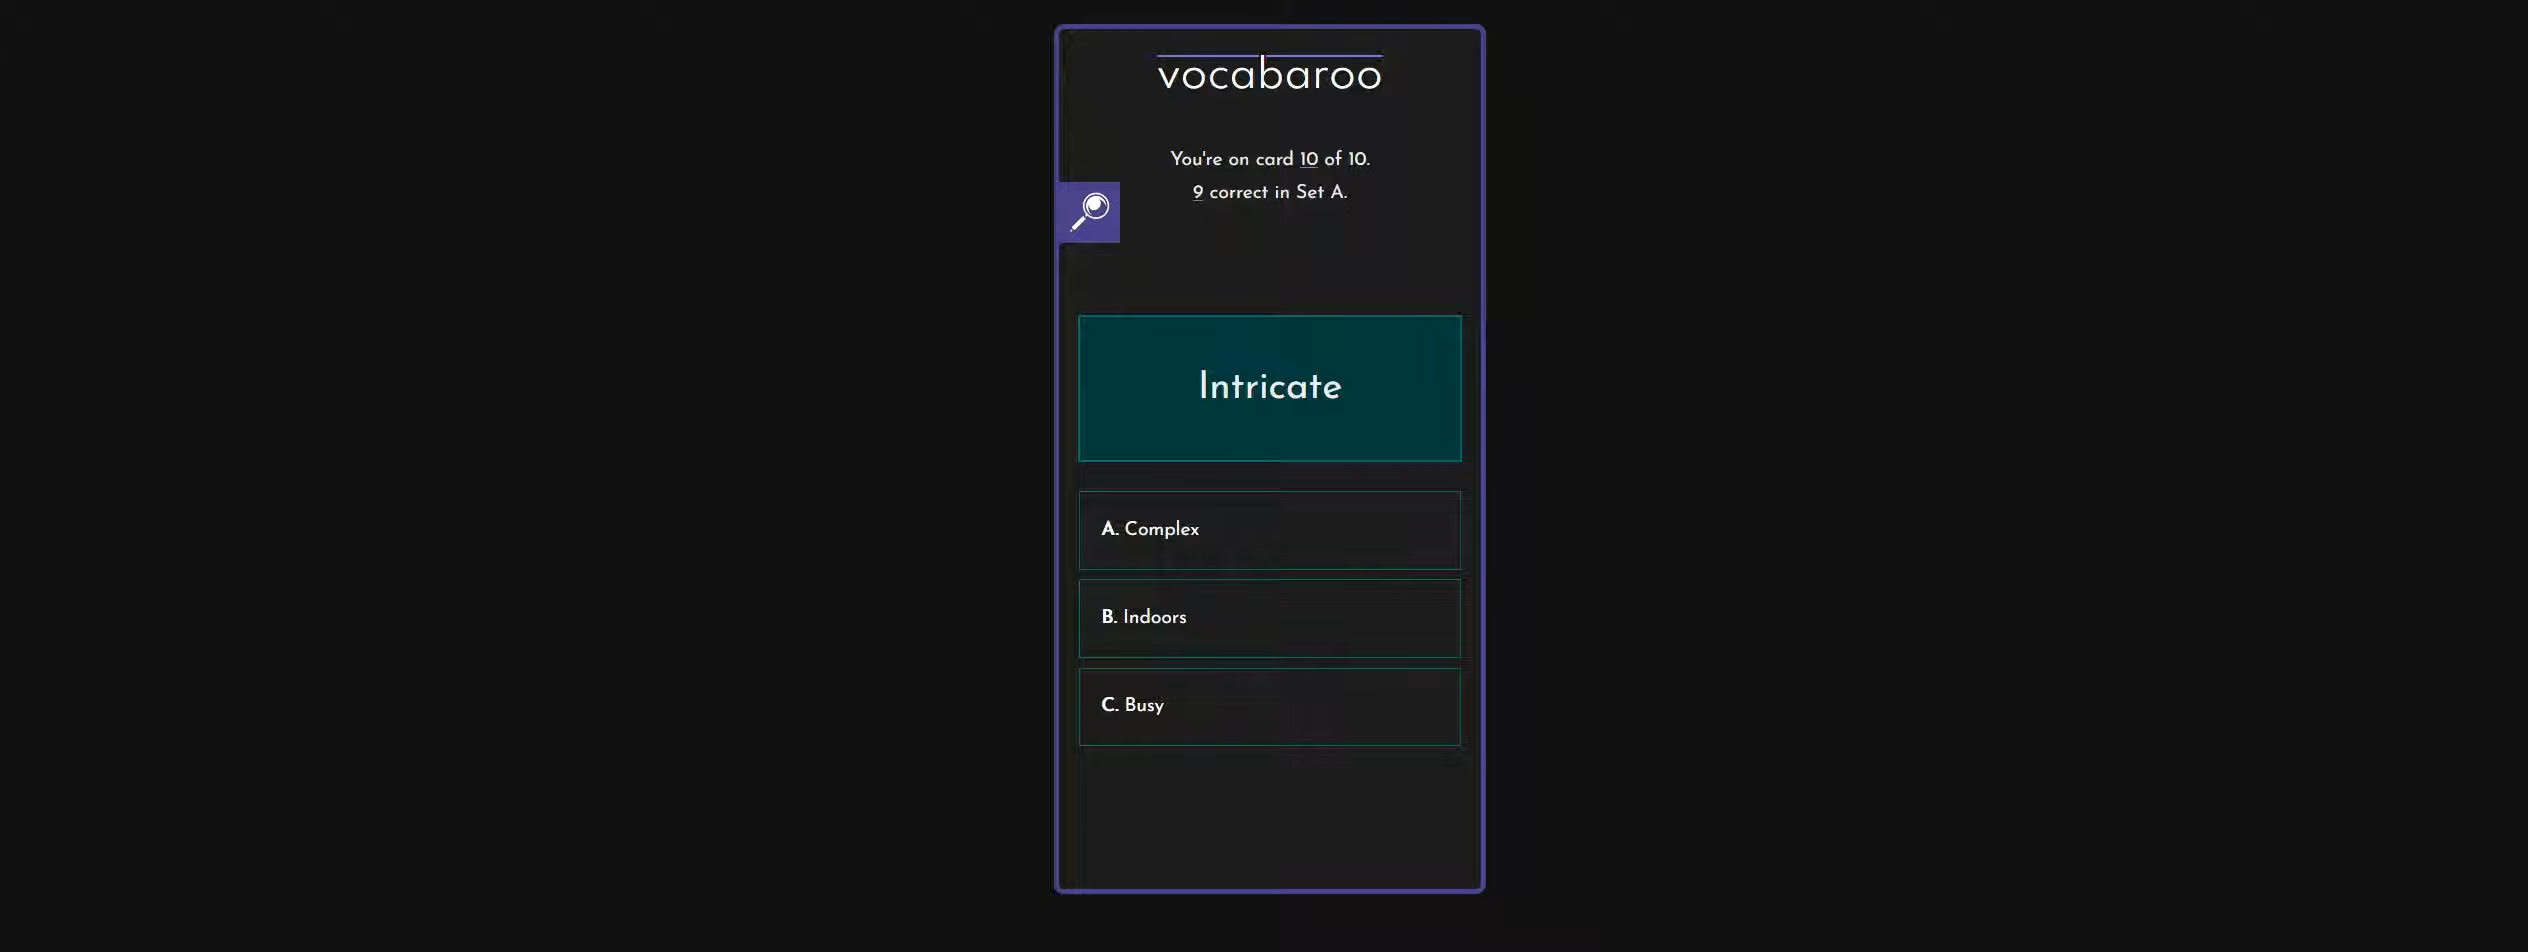 vocabaroo
You're on card 10 of 10.
9 correct in Set A.
Intricate
A. Complex
B. Indoors
C. Busy